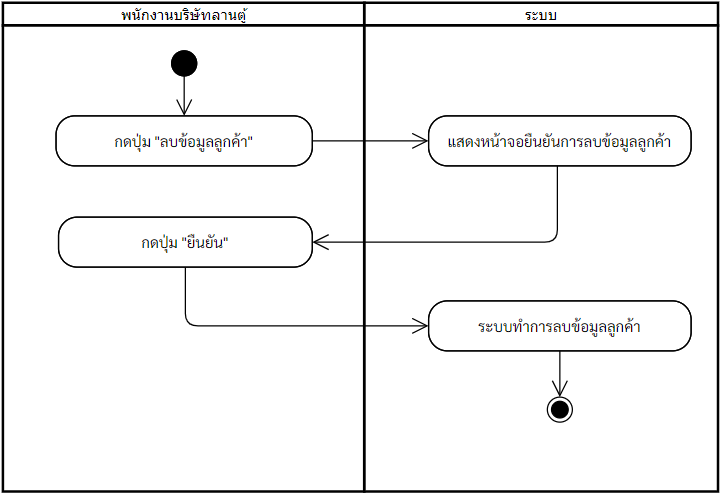 พนักงานบริษัทลานตู้
ระบบ
กดปุ่ม "ลบข้อมูลลูกค้า"
แสดงหน้าจอยืนยันการลบข้อมูลลูกค้า
กดปุ่ม "ยืนยัน"
ระบบทำการลบข้อมูลลูกค้า